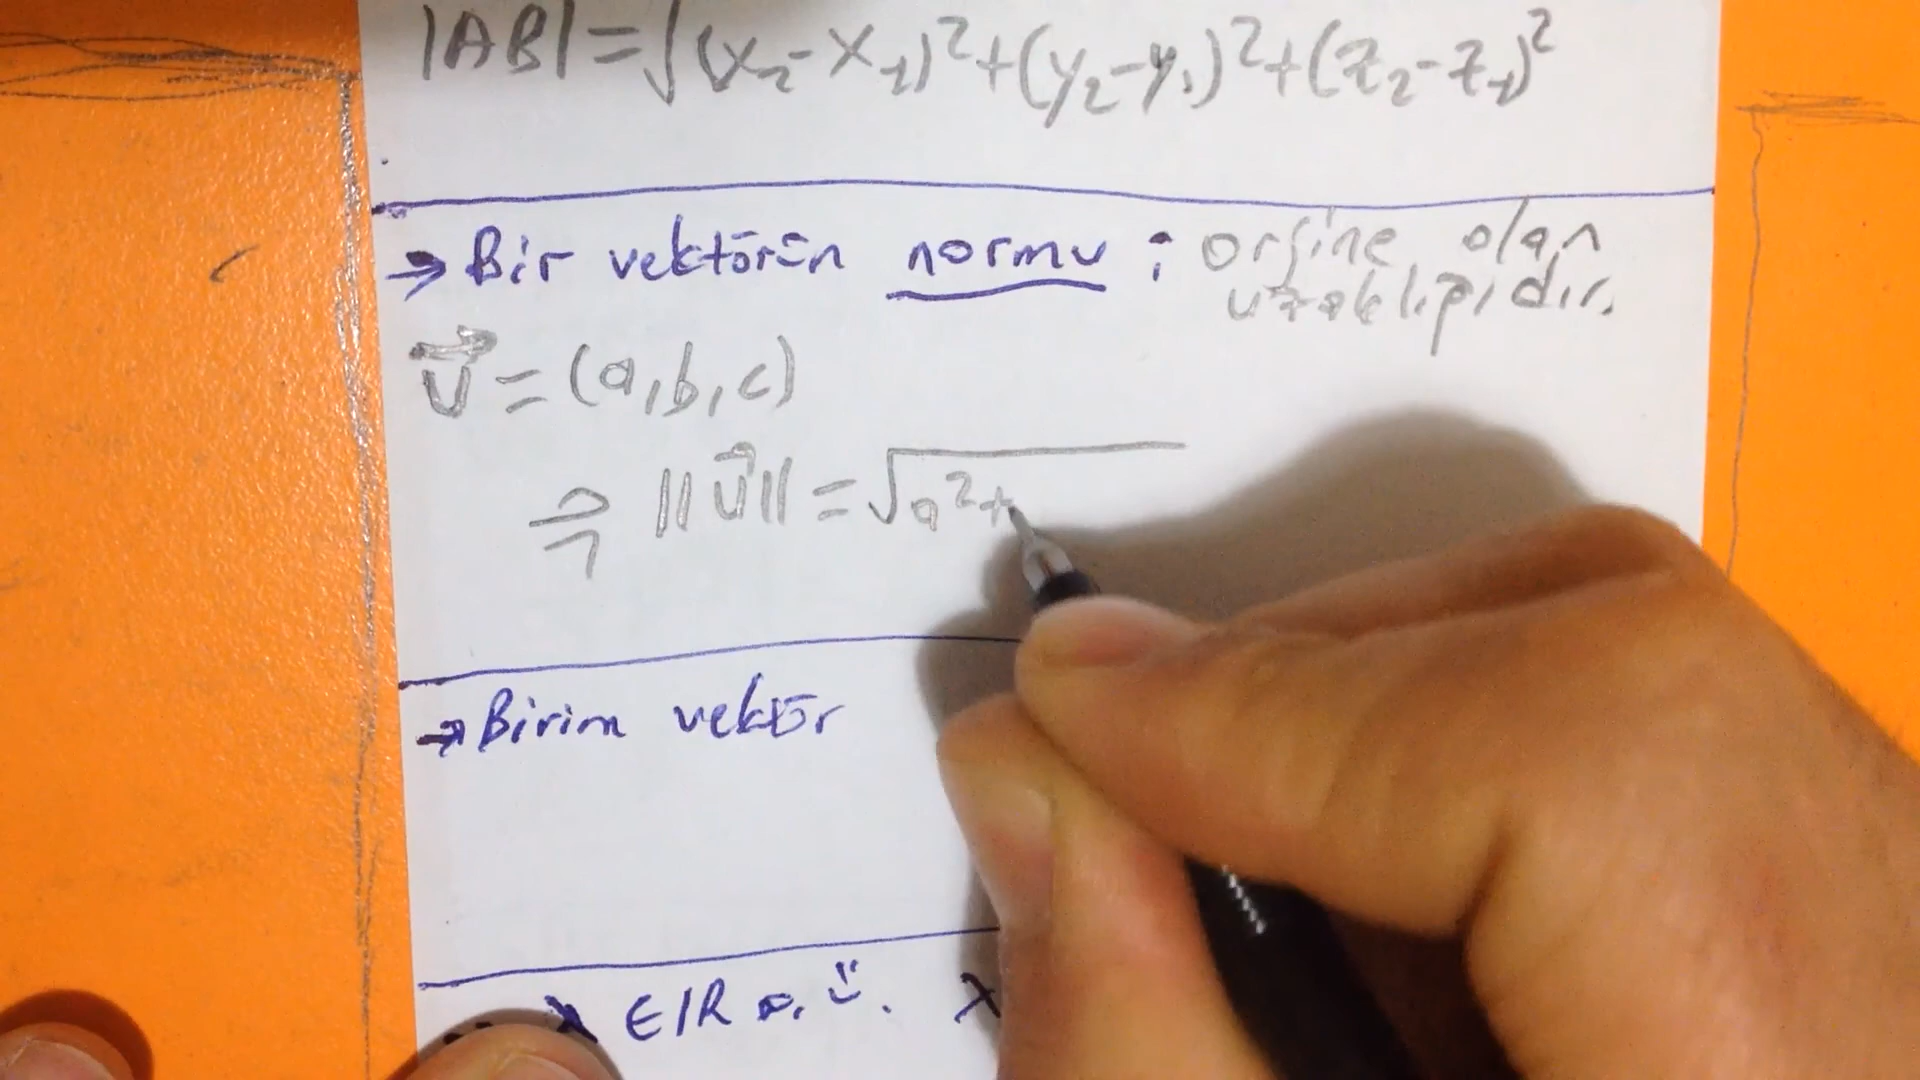 |AB| = √(x₂-x₁)²+(y₂-y₁)²+(z₂-z₁)²
→ Bir vektörün normu : orjine olan
uzaklığıdır.
u⃗ = (a,b,c)
⇒ ||u⃗|| = √a²+
→ Birim vektör
λ ∈ IR